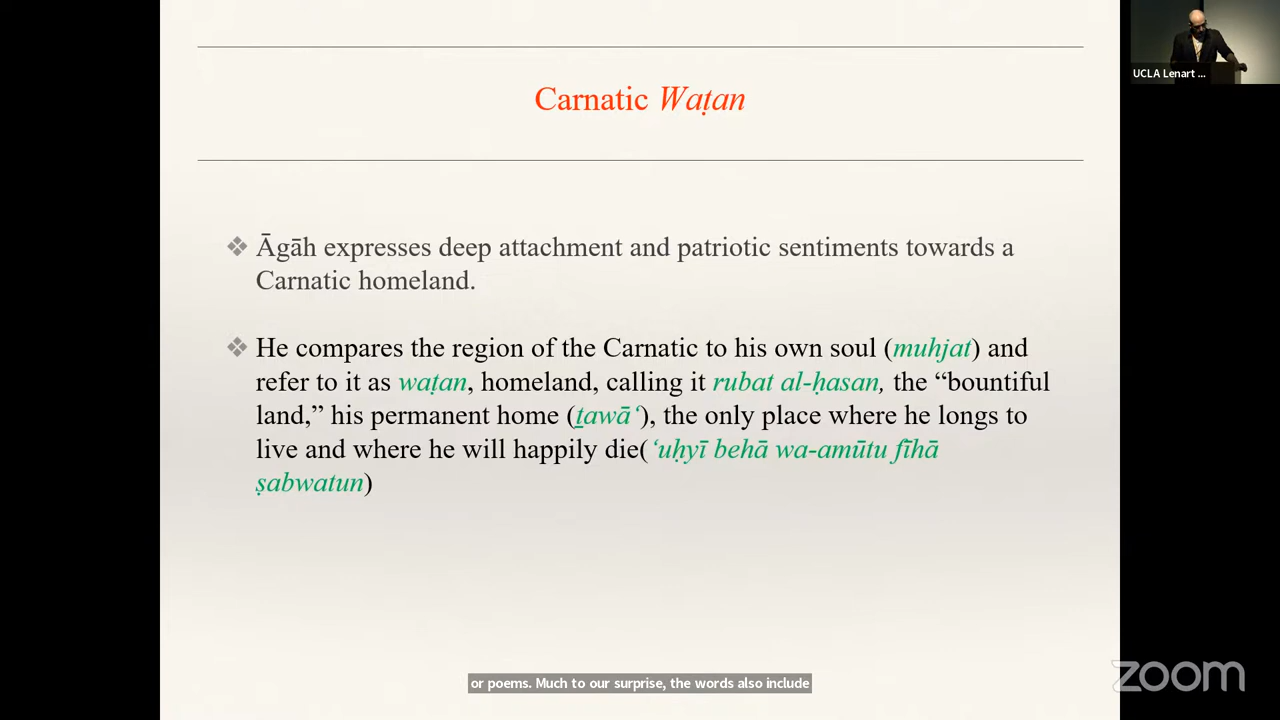 Carnatic Waṭan
UCLA Lenart ...
❖ Āgāh expresses deep attachment and patriotic sentiments towards a
Carnatic homeland.
❖ He compares the region of the Carnatic to his own soul (muhjat) and
refer to it as waṭan, homeland, calling it rubat al-ḥasan, the “bountiful
land,” his permanent home (ṯawā‘), the only place where he longs to
live and where he will happily die(‘uḥyī behā wa-amūtu fīhā
ṣabwatun)
or poems. Much to our surprise, the words also include
zoom